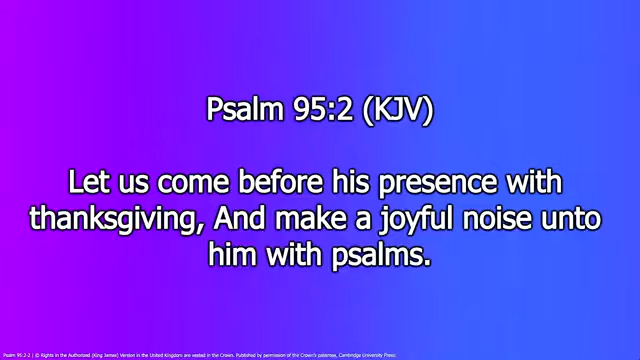 Psalm 95:2 (KJV)
Let us come before his presence with
thanksgiving, And make a joyful noise unto
him with psalms.
Psalm 95:2-2 | © Rights in the Authorized (King James) Version in the United Kingdom are vested in the Crown. Published by permission of the Crown's patentee, Cambridge University Press.